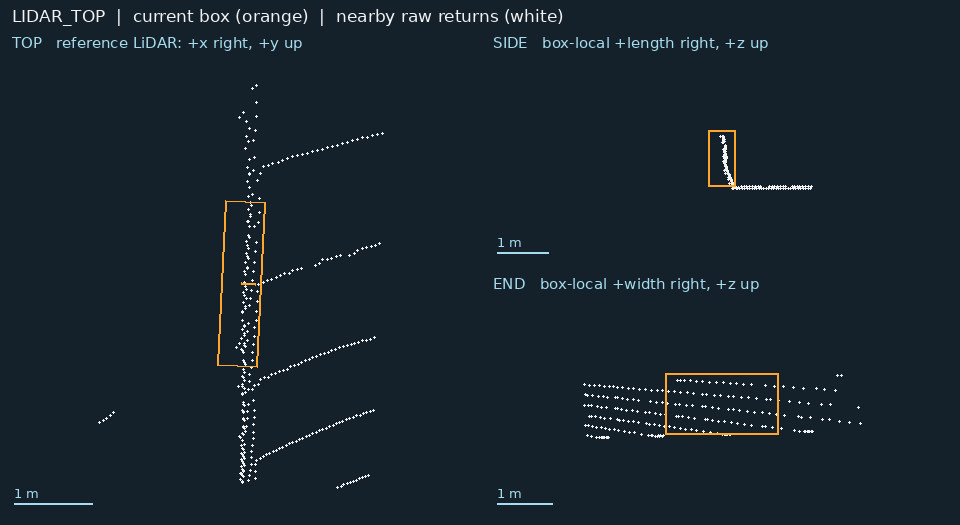 LIDAR_TOP | current box (orange) | nearby raw returns (white)
TOP reference LiDAR: +x right, +y up
SIDE box-local +length right, +z up
1 m
END box-local +width right, +z up
1 m
1 m